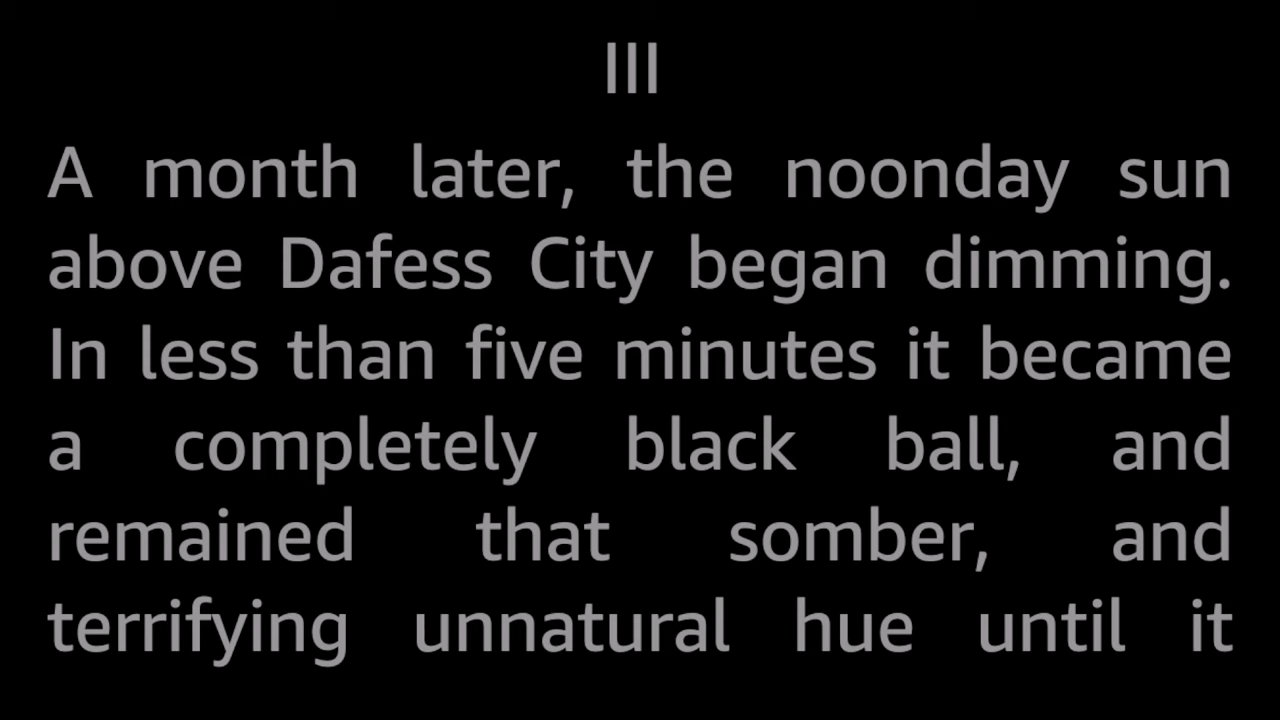 III
A month later, the noonday sun
above Dafess City began dimming.
In less than five minutes it became
a completely black ball, and
remained that somber, and
terrifying unnatural hue until it